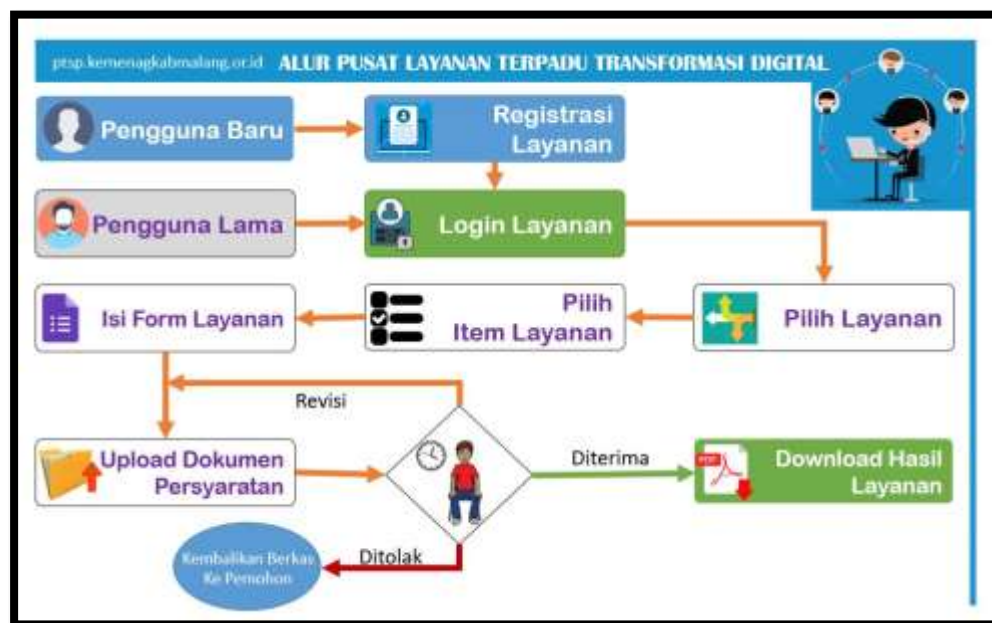 ptsp.kemenagkabmalang.or.id ALUR PUSAT LAYANAN TERPADU TRANSFORMASI DIGITAL
Pengguna Baru
Registrasi
Layanan
Pengguna Lama
Login Layanan
Isi Form Layanan
Pilih
Item Layanan
Pilih Layanan
Revisi
Upload Dokumen
Persyaratan
Diterima
PDF
Download Hasil
Layanan
Ditolak
Kembalikan Berkas
Ke Pemohon